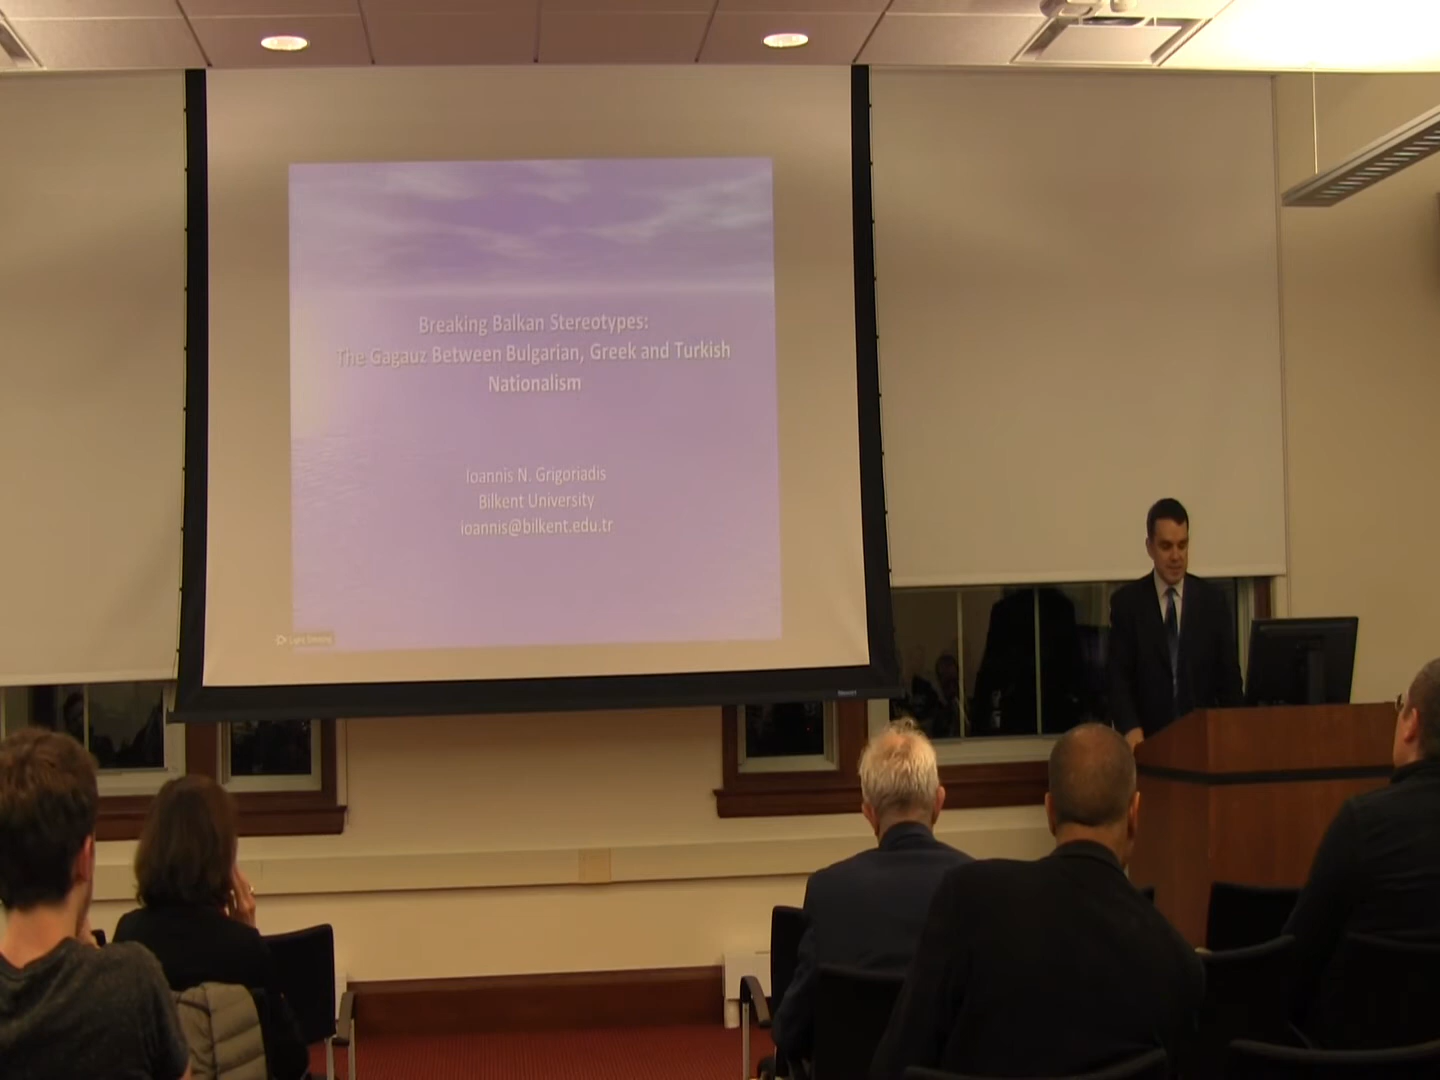 Breaking Balkan Stereotypes:
The Gagauz Between Bulgarian, Greek and Turkish
Nationalism
Ioannis N. Grigoriadis
Bilkent University
ioannis@bilkent.edu.tr